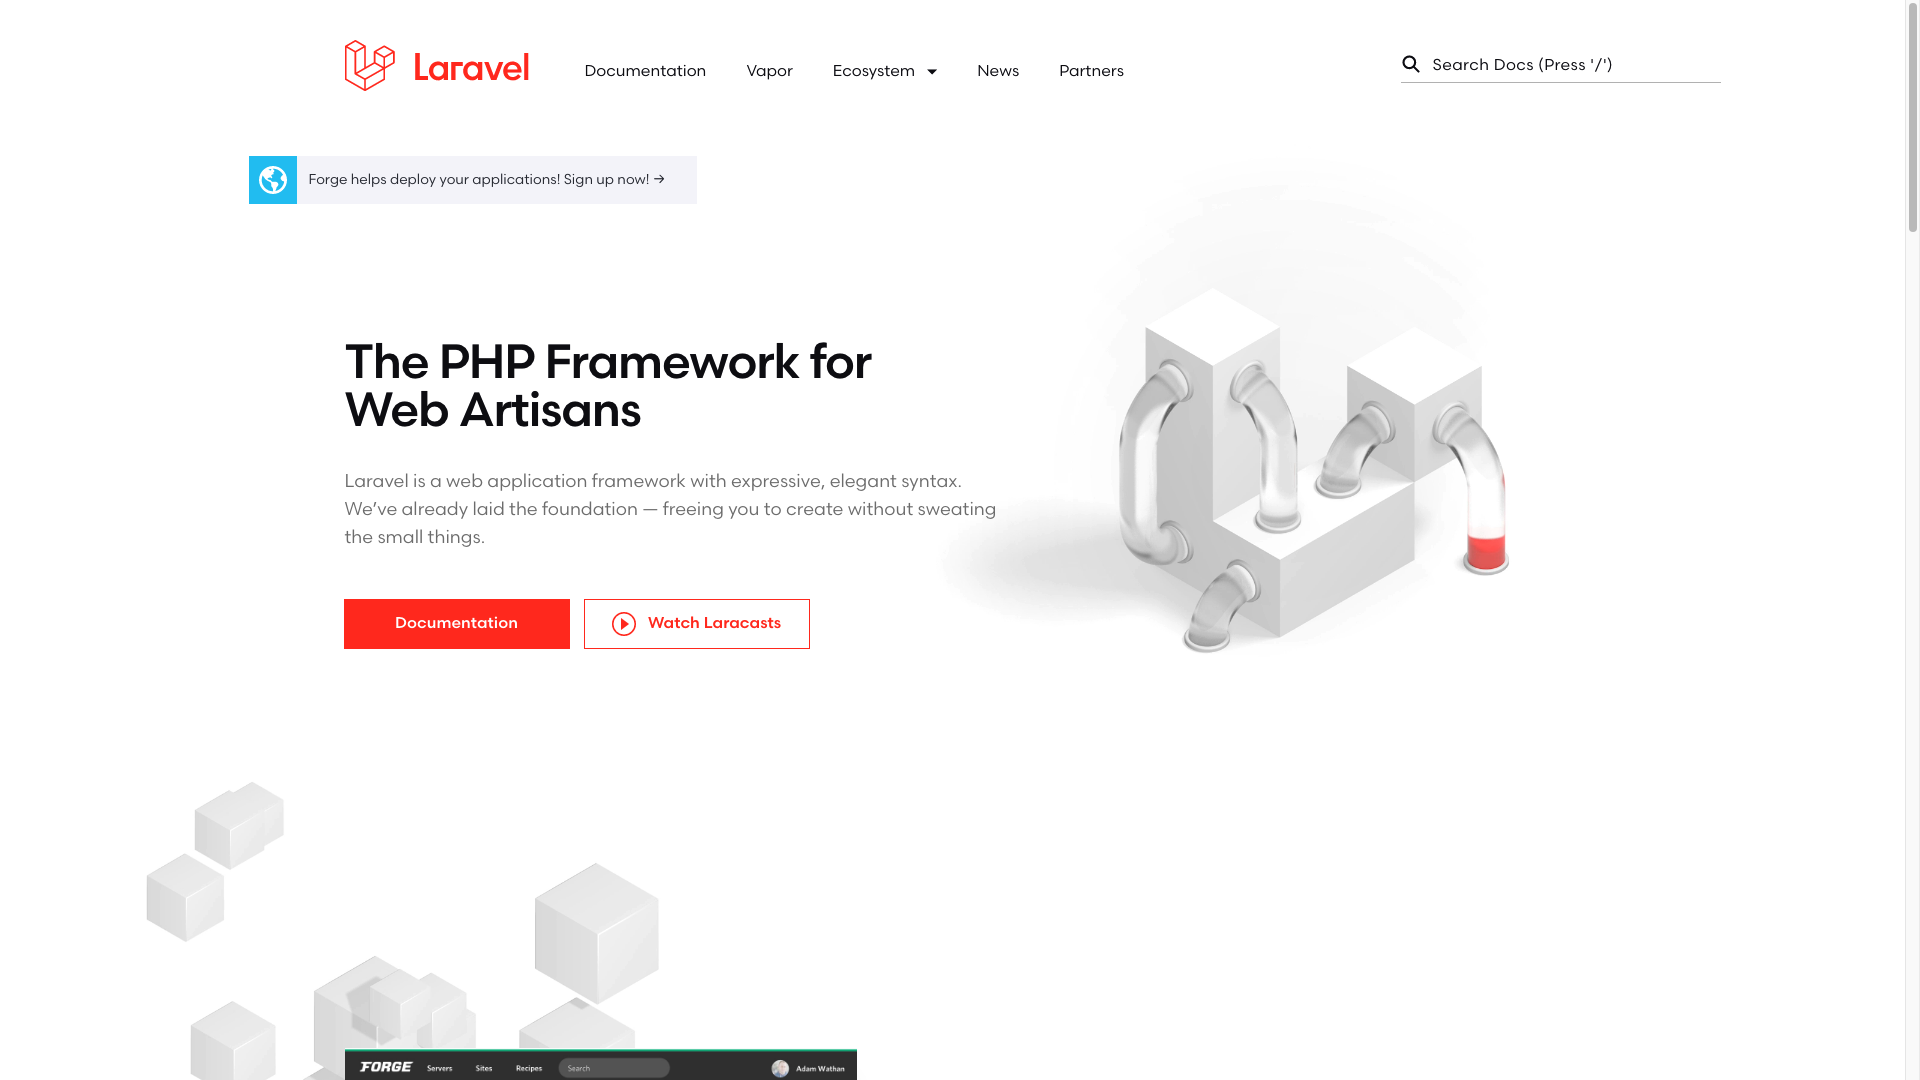 Laravel
Documentation
Vapor
Ecosystem
News
Partners
Search Docs (Press '/')
Forge helps deploy your applications! Sign up now! →
The PHP Framework for
Web Artisans
Laravel is a web application framework with expressive, elegant syntax.
We’ve already laid the foundation — freeing you to create without sweating
the small things.
Documentation
Watch Laracasts
FORGE
Servers
Sites
Recipes
Search
Adam Wathan